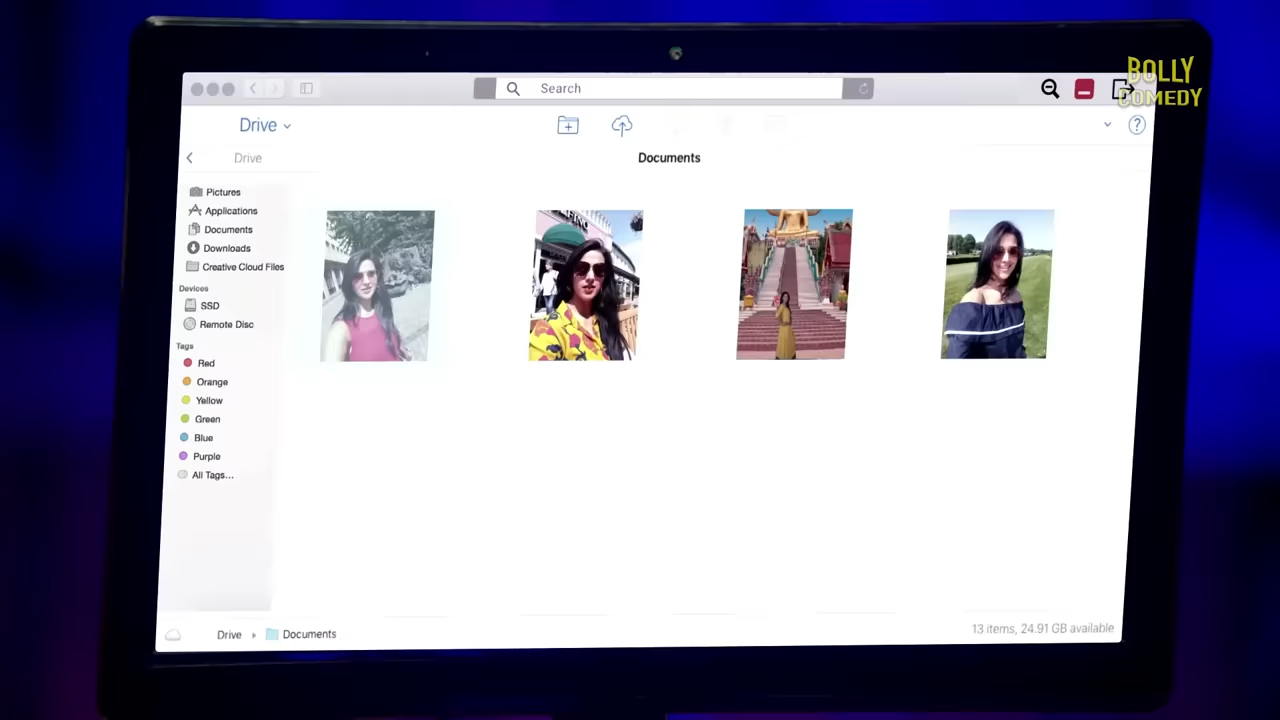 BOLLY
COMEDY
Search
Drive
Drive
Documents
Pictures
Applications
Documents
Downloads
Creative Cloud Files
Devices
SSD
Remote Disc
Tags
Red
Orange
Yellow
Green
Blue
Purple
All Tags...
Drive
Documents
13 items, 24.91 GB available